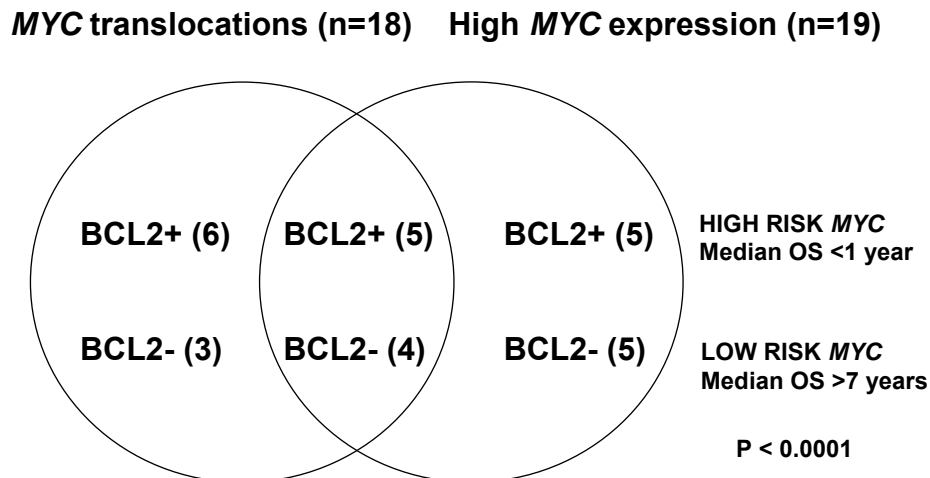 MYC translocations (n=18) High MYC expression (n=19)
BCL2+ (6) BCL2+ (5) BCL2+ (5)
HIGH RISK MYC
Median OS <1 year
BCL2- (3) BCL2- (4) BCL2- (5)
LOW RISK MYC
Median OS >7 years
P < 0.0001